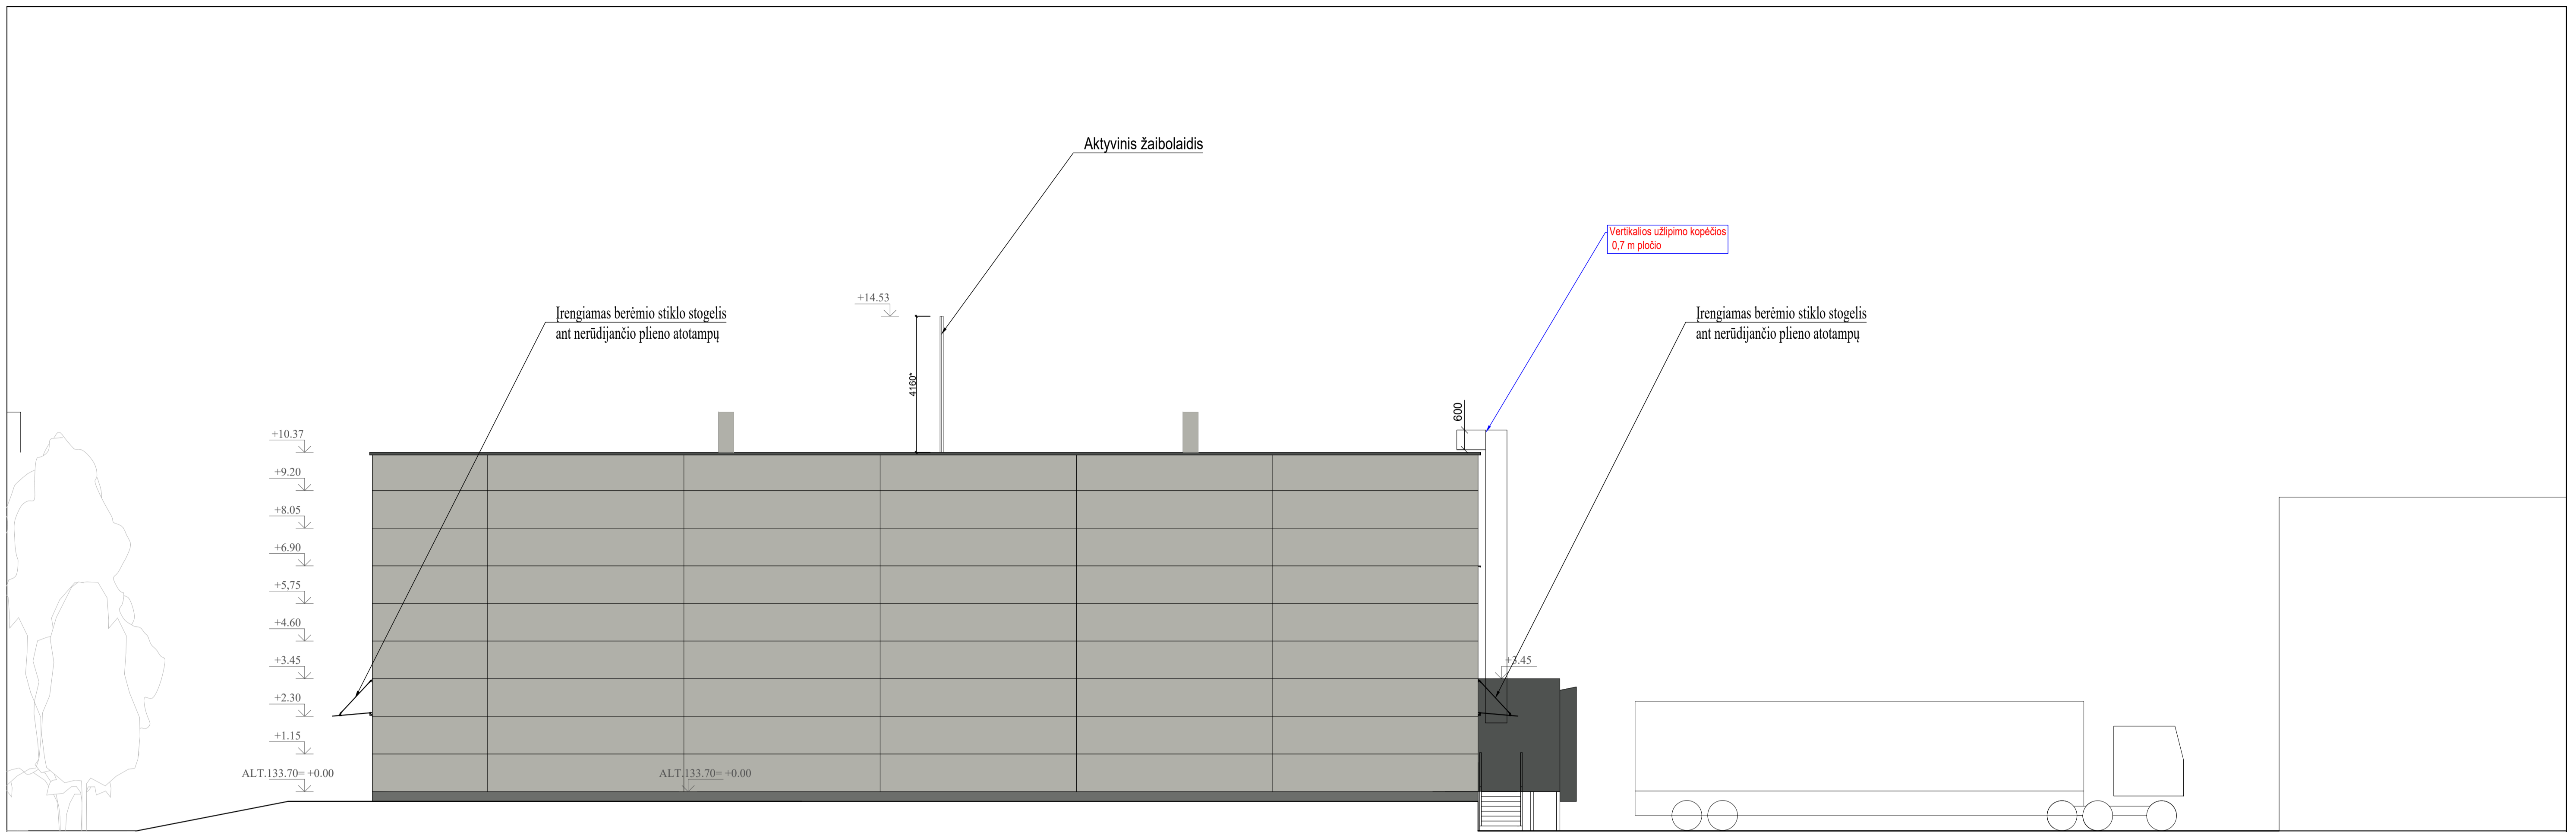 Aktyvinis žaibolaidis
Vertikalios užlipimo kopėčios
0,7 m pločio
+14.53
Įrengiamas berėmio stiklo stogelis
ant nerūdijančio plieno atotampų
Įrengiamas berėmio stiklo stogelis
ant nerūdijančio plieno atotampų
4160*
600
+10.37
+9.20
+8.05
+6.90
+5,75
+4.60
+3.45
+3.45
+2.30
+1.15
ALT.133.70= +0.00
ALT.133.70= +0.00